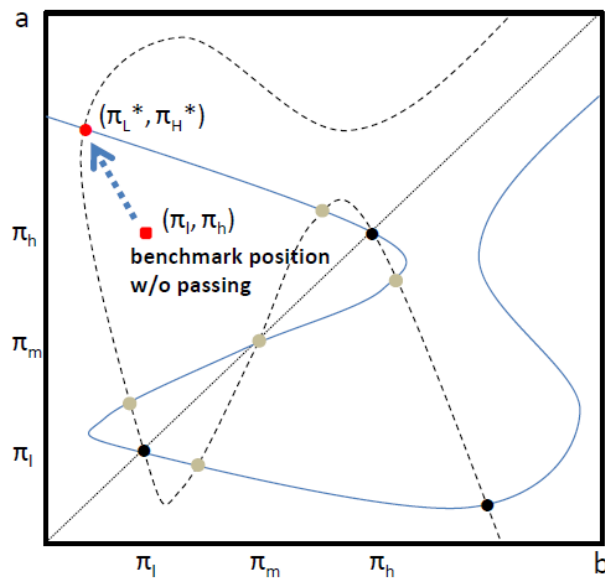 a
(π_L*, π_H*)
(π_l, π_h)
benchmark position
w/o passing
π_h
π_m
π_l
π_l π_m π_h b